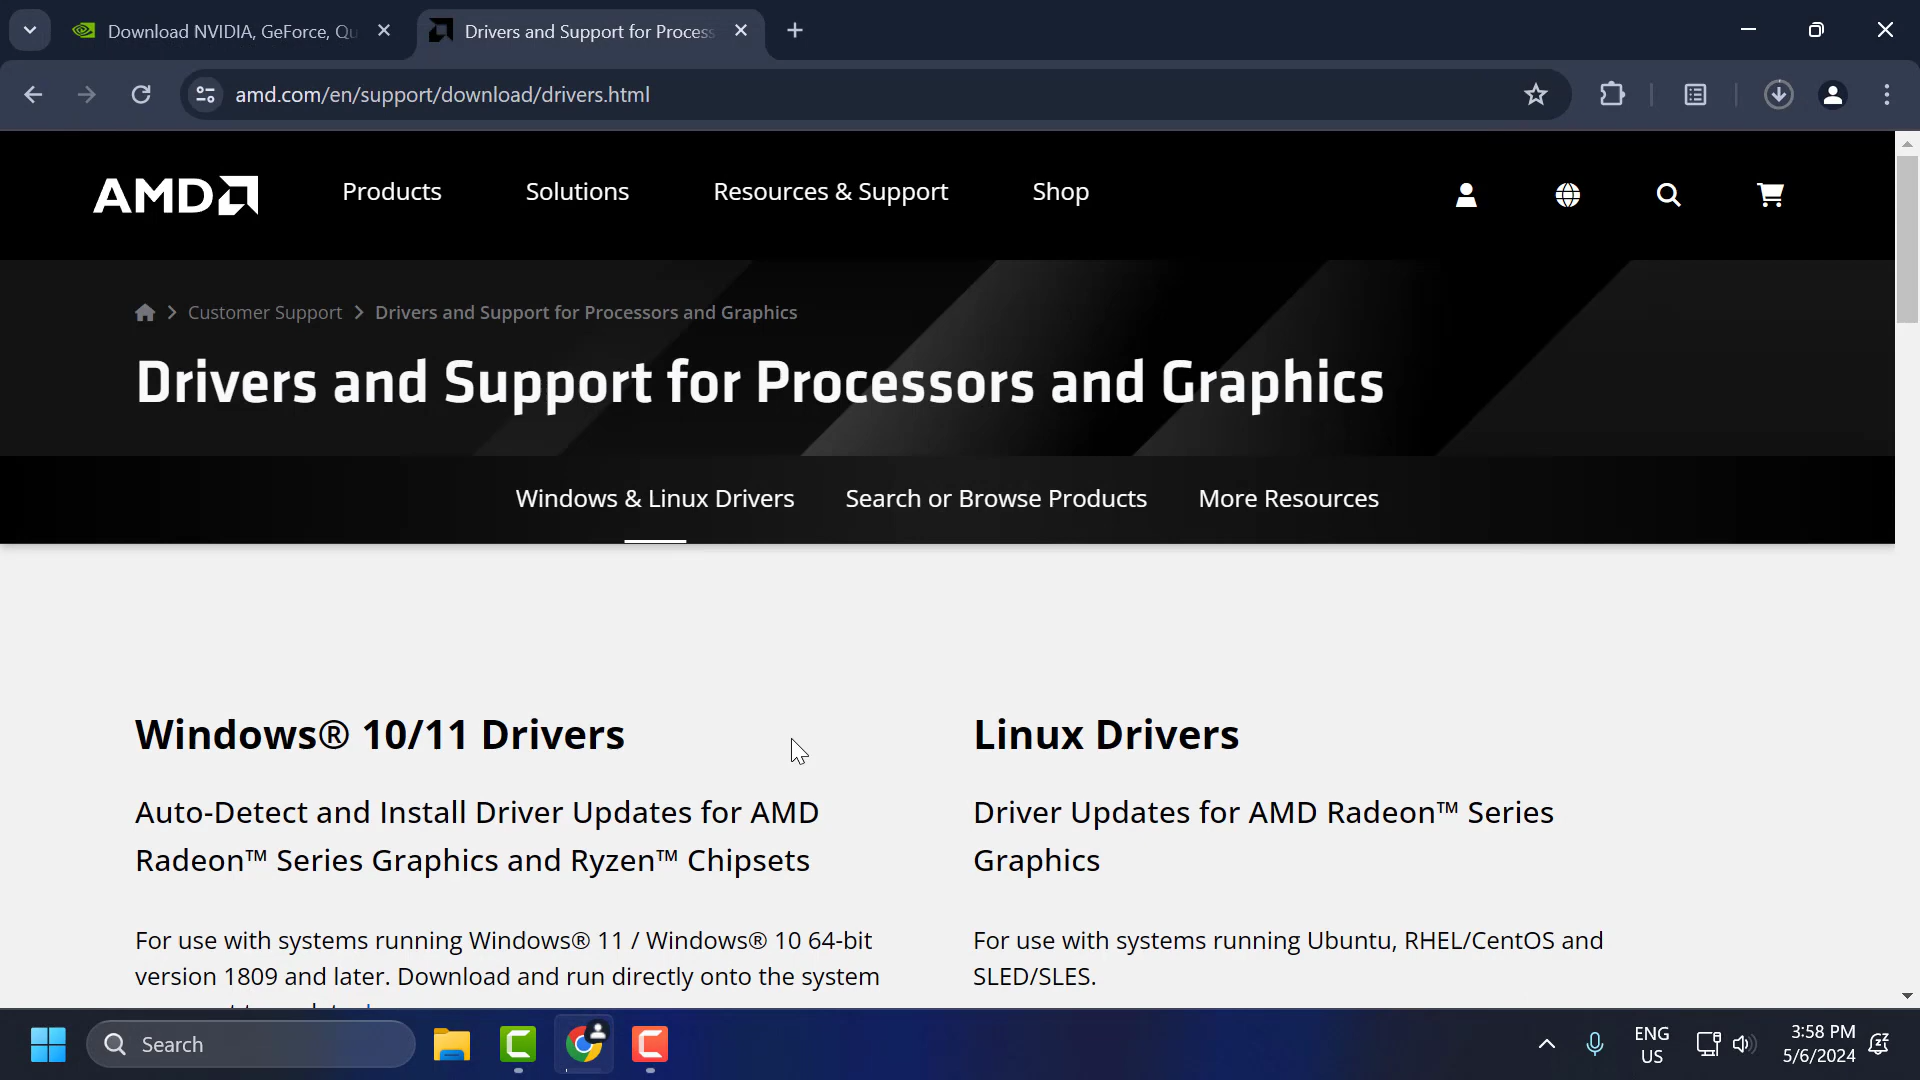 Download NVIDIA, GeForce, Qu
Drivers and Support for Process
amd.com/en/support/download/drivers.html
AMD
Products
Solutions
Resources & Support
Shop
Customer Support
Drivers and Support for Processors and Graphics
Drivers and Support for Processors and Graphics
Windows & Linux Drivers
Search or Browse Products
More Resources
Windows® 10/11 Drivers
Auto-Detect and Install Driver Updates for AMD
Radeon™ Series Graphics and Ryzen™ Chipsets
For use with systems running Windows® 11 / Windows® 10 64-bit
version 1809 and later. Download and run directly onto the system
Linux Drivers
Driver Updates for AMD Radeon™ Series
Graphics
For use with systems running Ubuntu, RHEL/CentOS and
SLED/SLES.
Search
ENG
US
3:58 PM
5/6/2024